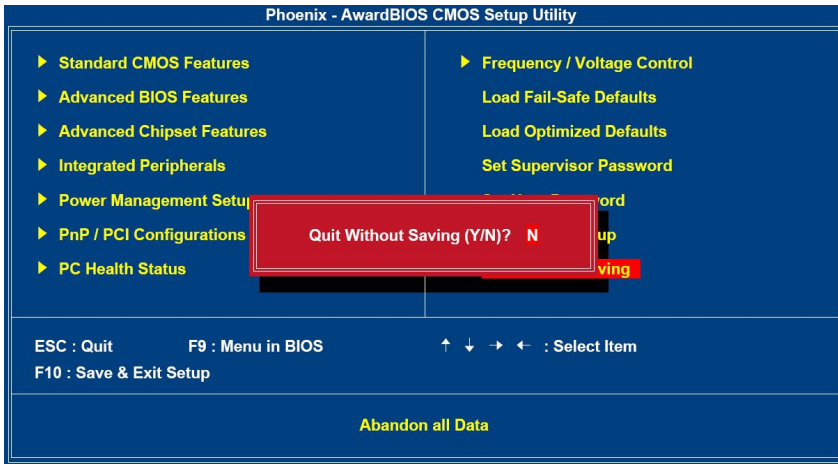 Phoenix - AwardBIOS CMOS Setup Utility
Standard CMOS Features
Advanced BIOS Features
Advanced Chipset Features
Integrated Peripherals
Power Management Setup
PnP / PCI Configurations
PC Health Status
Frequency / Voltage Control
Load Fail-Safe Defaults
Load Optimized Defaults
Set Supervisor Password
Quit Without Saving (Y/N)? N
ESC : Quit F9 : Menu in BIOS ↑ ↓ → ← : Select Item
F10 : Save & Exit Setup
Abandon all Data